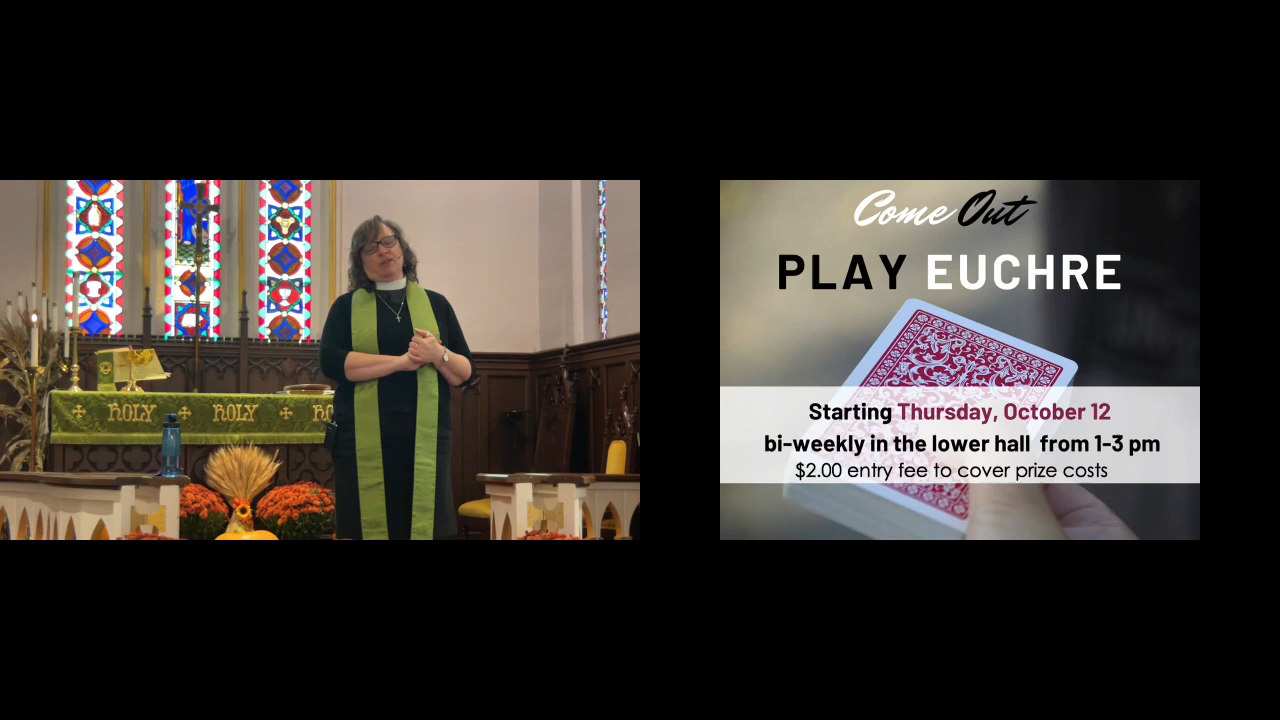 HOLY
HOLY
HO
Come Out
PLAY EUCHRE
Starting Thursday, October 12
bi-weekly in the lower hall from 1-3 pm
$2.00 entry fee to cover prize costs